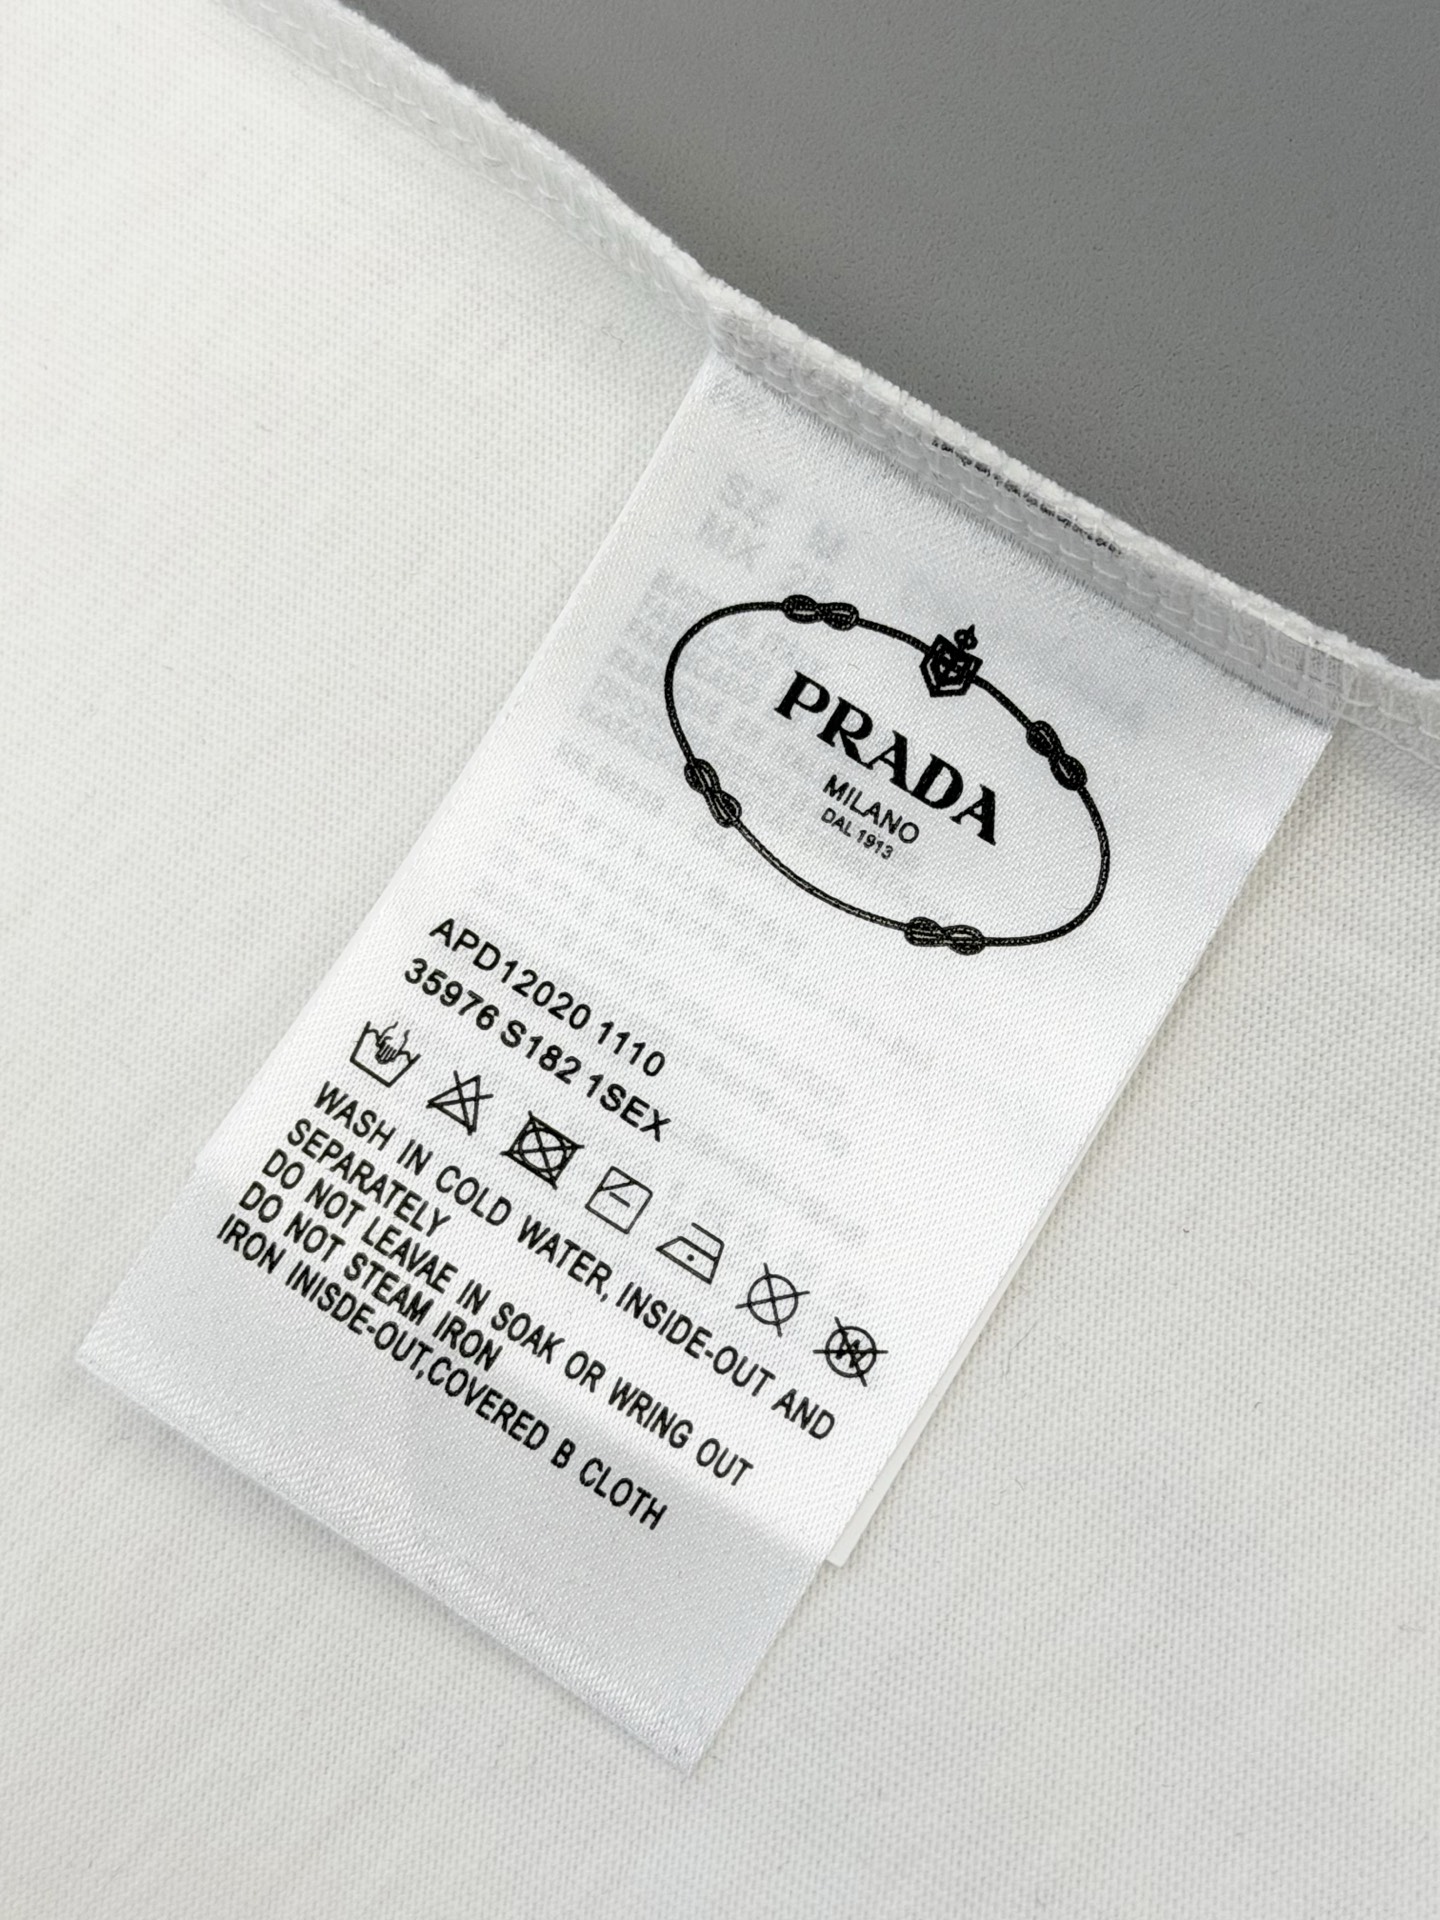 PRADA
MILANO
DAL 1913
APD12020 1110
35976 S182 1SEX
WASH IN COLD WATER, INSIDE-OUT AND
SEPARATELY
DO NOT LEAVAE IN SOAK OR WRING OUT
DO NOT STEAM IRON
IRON INISDE-OUT,COVERED B CLOTH